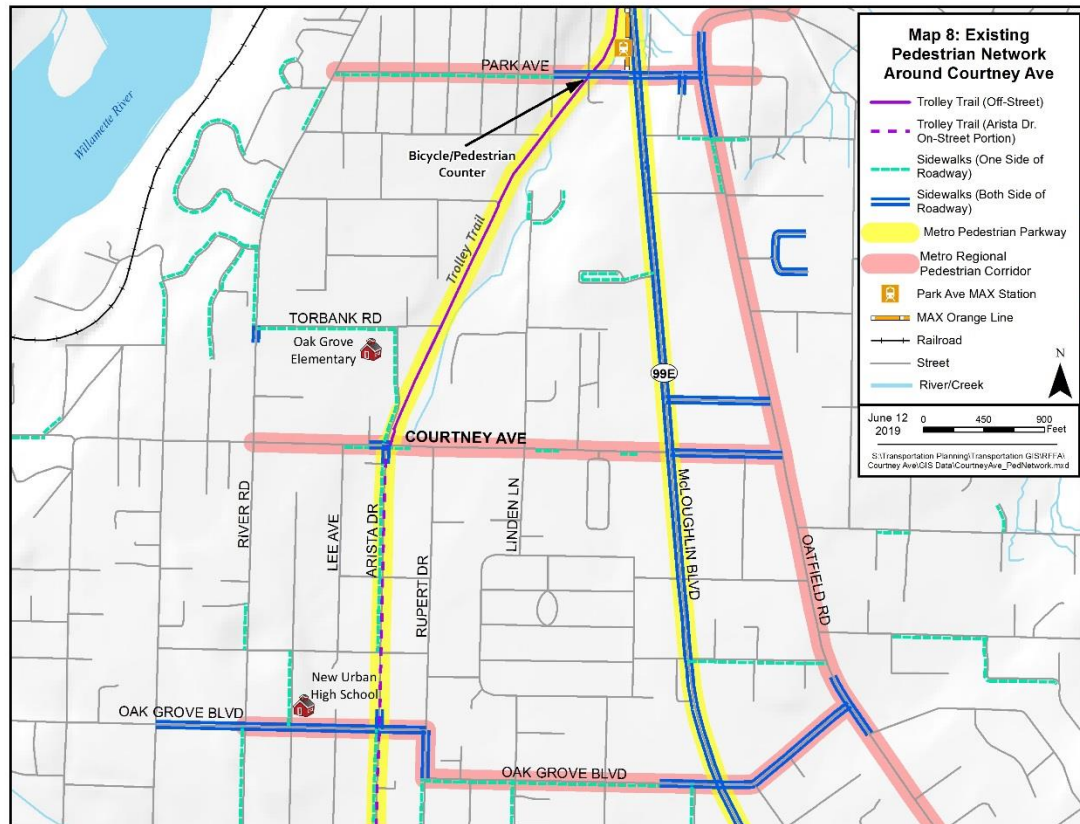 Map 8: Existing
Pedestrian Network
Around Courtney Ave
Trolley Trail (Off-Street)
Trolley Trail (Arista Dr.
On-Street Portion)
Sidewalks (One Side of
Roadway)
Sidewalks (Both Side of
Roadway)
Metro Pedestrian Parkway
Metro Regional
Pedestrian Corridor
Park Ave MAX Station
MAX Orange Line
Railroad
Street
River/Creek
N
June 12
2019
0 450 900
Feet
S:\Transportation Planning\Transportation GIS\RFFA\
Courtney Ave\GIS Data\CourtneyAve_PedNetwork.mxd
Willamette River
PARK AVE
Bicycle/Pedestrian
Counter
Trolley Trail
TORBANK RD
Oak Grove
Elementary
99E
COURTNEY AVE
RIVER RD
LEE AVE
ARISTA DR
RUPERT DR
LINDEN LN
McLOUGHLIN BLVD
OATFIELD RD
New Urban
High School
OAK GROVE BLVD
OAK GROVE BLVD